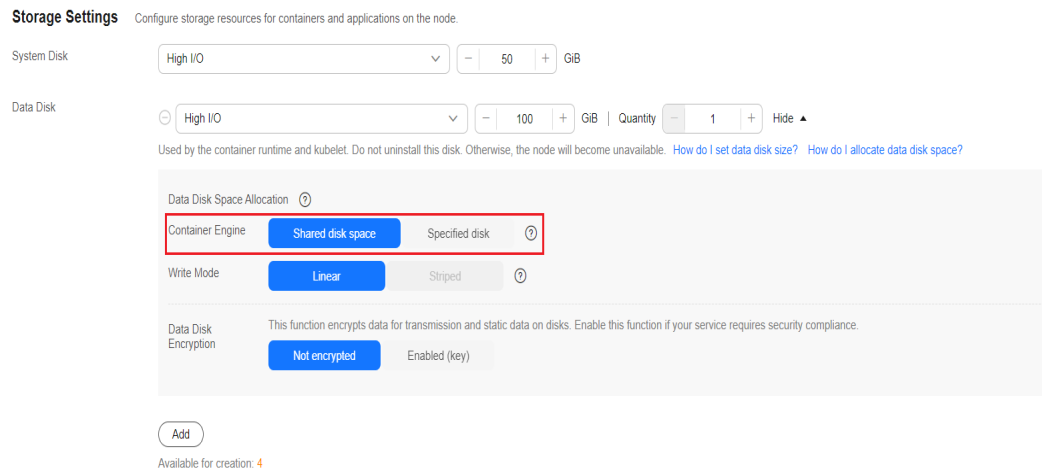 Storage Settings Configure storage resources for containers and applications on the node.
System Disk High I/O − 50 + GiB
Data Disk High I/O − 100 + GiB | Quantity − 1 + Hide ▲
Used by the container runtime and kubelet. Do not uninstall this disk. Otherwise, the node will become unavailable. How do I set data disk size? How do I allocate data disk space?
Data Disk Space Allocation ?
Container Engine Shared disk space Specified disk ?
Write Mode Linear Striped ?
Data Disk Encryption This function encrypts data for transmission and static data on disks. Enable this function if your service requires security compliance.
Not encrypted Enabled (key)
Add
Available for creation: 4